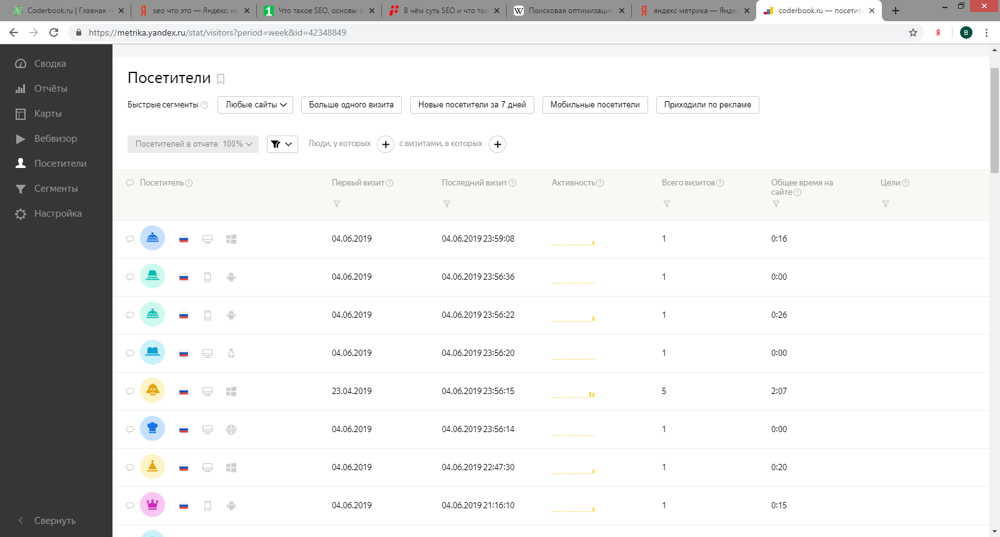 Coderbook.ru | Главная —
seo что это — Яндекс: на
Что такое SEO, основы s
В чём суть SEO и что так
Поисковая оптимизация
яндекс метрика — Яндек
coderbook.ru — посетите
https://metrika.yandex.ru/stat/visitors?period=week&id=42348849
В
Сводка
Отчёты
Карты
Вебвизор
Посетители
Сегменты
Настройка
Свернуть
Посетители
Быстрые сегменты ? Любые сайты Больше одного визита Новые посетители за 7 дней Мобильные посетители Приходили по рекламе
Посетителей в отчете: 100% Люди, у которых + с визитами, в которых +
Посетитель ? Первый визит ? Последний визит ? Активность ? Всего визитов ? Общее время на сайте ? Цели ?
04.06.2019 04.06.2019 23:59:08 1 0:16
04.06.2019 04.06.2019 23:56:36 1 0:00
04.06.2019 04.06.2019 23:56:22 1 0:26
04.06.2019 04.06.2019 23:56:20 1 0:00
23.04.2019 04.06.2019 23:56:15 5 2:07
04.06.2019 04.06.2019 23:56:14 1 0:00
04.06.2019 04.06.2019 22:47:30 1 0:20
04.06.2019 04.06.2019 21:16:10 1 0:15